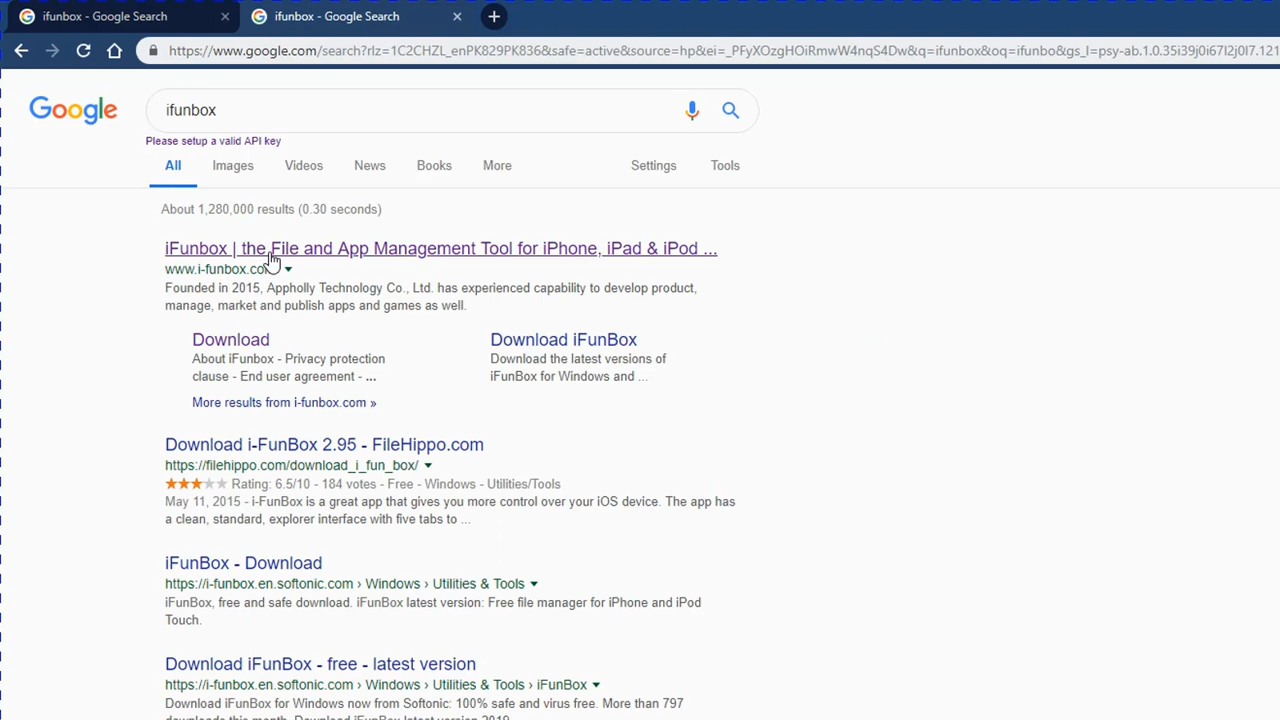 ifunbox - Google Search
ifunbox - Google Search
https://www.google.com/search?rlz=1C2CHZL_enPK829PK836&safe=active&source=hp&ei=_PFyXOzgHOiRmwW4nqS4Dw&q=ifunbox&oq=ifunbo&gs_l=psy-ab.1.0.35i39j0i67l2j0l7.121
Google
ifunbox
Please setup a valid API key
All Images Videos News Books More Settings Tools
About 1,280,000 results (0.30 seconds)
iFunbox | the File and App Management Tool for iPhone, iPad & iPod ...
www.i-funbox.co
Founded in 2015, Appholly Technology Co., Ltd. has experienced capability to develop product,
manage, market and publish apps and games as well.
Download
About iFunbox - Privacy protection
clause - End user agreement - ...
Download iFunBox
Download the latest versions of
iFunBox for Windows and ...
More results from i-funbox.com »
Download i-FunBox 2.95 - FileHippo.com
https://filehippo.com/download_i_fun_box/
Rating: 6.5/10 - 184 votes - Free - Windows - Utilities/Tools
May 11, 2015 - i-FunBox is a great app that gives you more control over your iOS device. The app has
a clean, standard, explorer interface with five tabs to ...
iFunBox - Download
https://i-funbox.en.softonic.com › Windows › Utilities & Tools
iFunBox, free and safe download. iFunBox latest version: Free file manager for iPhone and iPod
Touch.
Download iFunBox - free - latest version
https://i-funbox.en.softonic.com › Windows › Utilities & Tools › iFunBox
Download iFunBox for Windows now from Softonic: 100% safe and virus free. More than 797
downloads this month. Download iFunBox latest version 2019